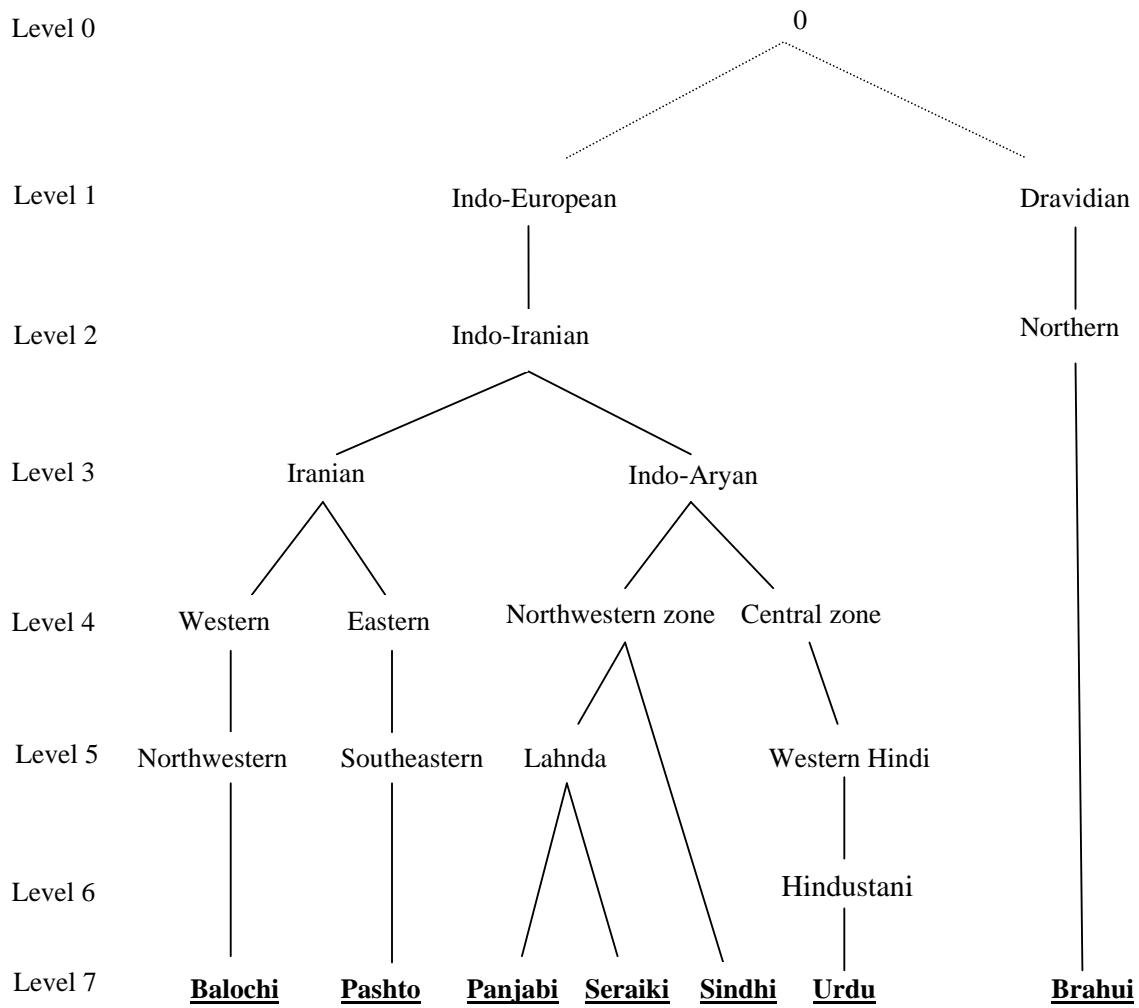 Level 0 0
Level 1 Indo-European Dravidian
Level 2 Indo-Iranian Northern
Level 3 Iranian Indo-Aryan
Level 4 Western Eastern Northwestern zone Central zone
Level 5 Northwestern Southeastern Lahnda Western Hindi
Level 6 Hindustani
Level 7 Balochi Pashto Panjabi Seraiki Sindhi Urdu Brahui